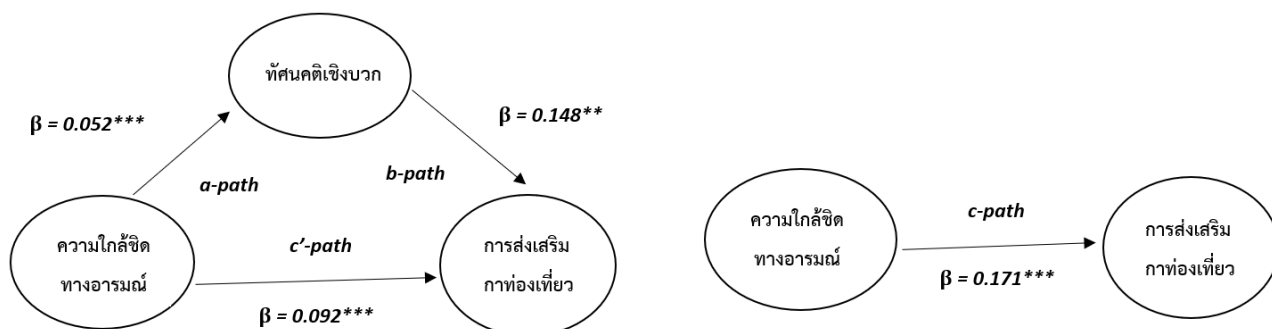 ทัศนคติเชิงบวก
β = 0.052***
β = 0.148**
a-path
b-path
ความใกล้ชิด
ทางอารมณ์
c’-path
การส่งเสริม
กาท่องเที่ยว
β = 0.092***
ความใกล้ชิด
ทางอารมณ์
c-path
β = 0.171***
การส่งเสริม
กาท่องเที่ยว